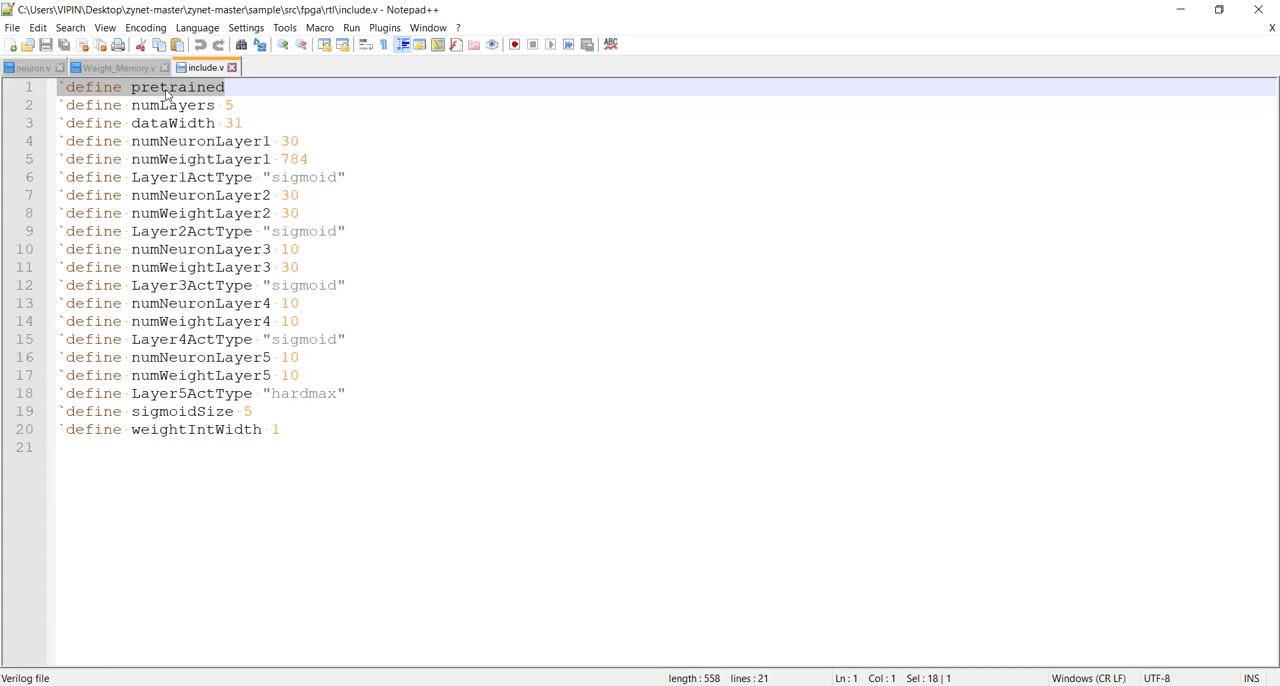 C:\Users\VIPIN\Desktop\zynet-master\zynet-master\sample\src\fpga\rtl\include.v - Notepad++
File Edit Search View Encoding Language Settings Tools Macro Run Plugins Window ? X
ABC
neuron.v Weight_Memory.v include.v
1 `define pretrained
2 `define numLayers 5
3 `define dataWidth 31
4 `define numNeuronLayer1 30
5 `define numWeightLayer1 784
6 `define Layer1ActType "sigmoid"
7 `define numNeuronLayer2 30
8 `define numWeightLayer2 30
9 `define Layer2ActType "sigmoid"
10 `define numNeuronLayer3 10
11 `define numWeightLayer3 30
12 `define Layer3ActType "sigmoid"
13 `define numNeuronLayer4 10
14 `define numWeightLayer4 10
15 `define Layer4ActType "sigmoid"
16 `define numNeuronLayer5 10
17 `define numWeightLayer5 10
18 `define Layer5ActType "hardmax"
19 `define sigmoidSize 5
20 `define weightIntWidth 1
21
Verilog file length : 558 lines : 21 Ln : 1 Col : 1 Sel : 18 | 1 Windows (CR LF) UTF-8 INS